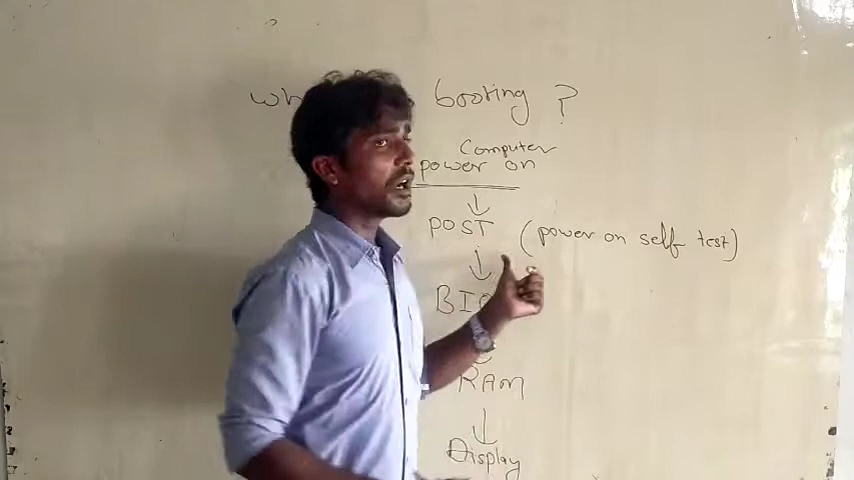 booting ?
Computer
power on
↓
POST (power on self test)
↓
↓
RAM
↓
Display